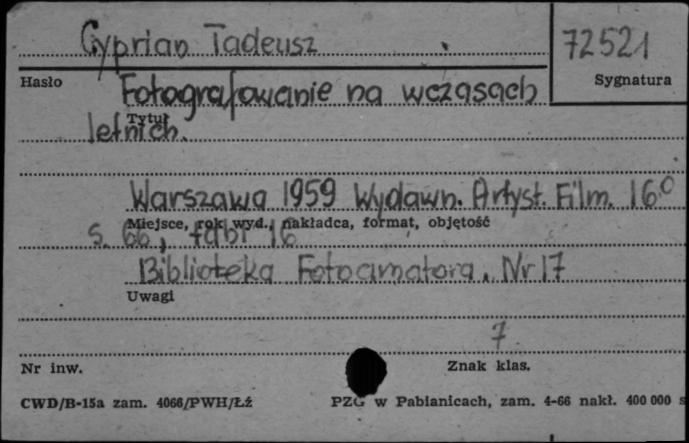 Cyprian Tadeusz
72521
Hasło
Sygnatura
Fotografowanie na wczasach
Tytuł
letnich.
Warszawa 1959 Wydawn. Artyst. Film. 16°
Miejsce, rok wyd., nakładca, format, objętość
s. 66, tabl 16
Biblioteka Fotoamatora. Nr 17
Uwagi
7
Nr inw.
Znak klas.
CWD/B-15a zam. 4066/PWH/Łź
PZG w Pabianicach, zam. 4-66 nakł. 400 000 s